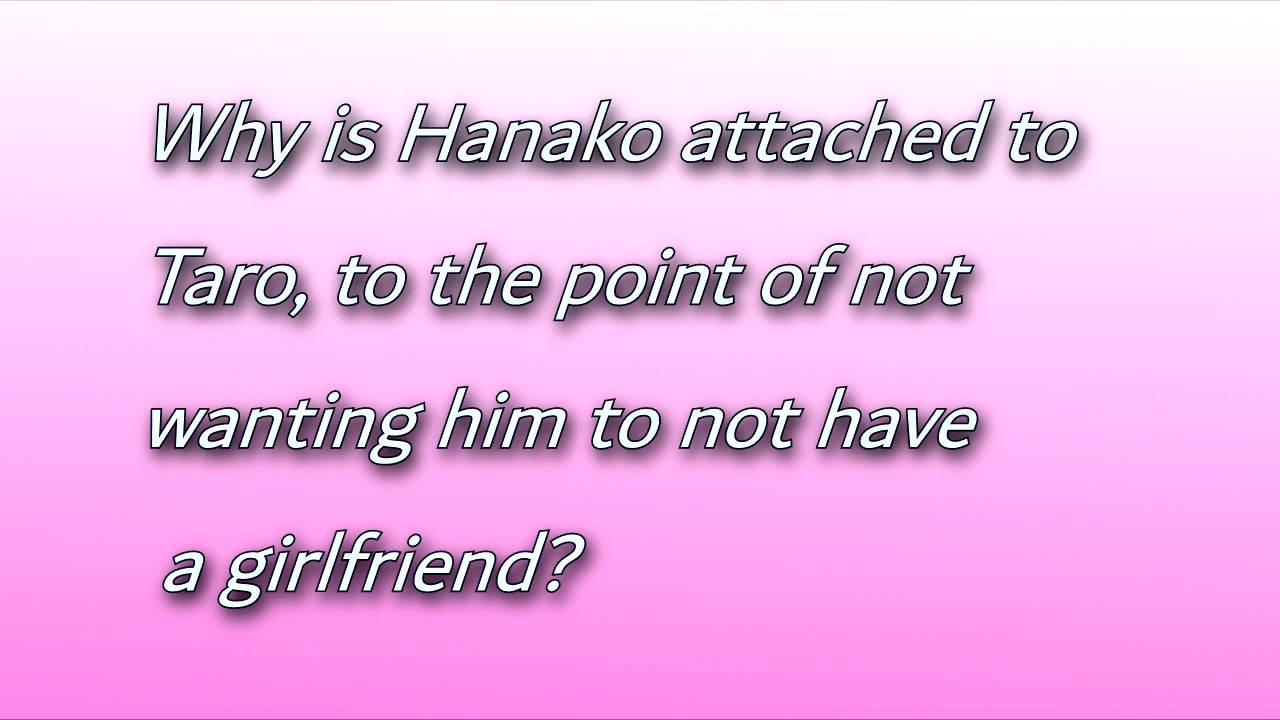 Why is Hanako attached to
Taro, to the point of not
wanting him to not have
a girlfriend?